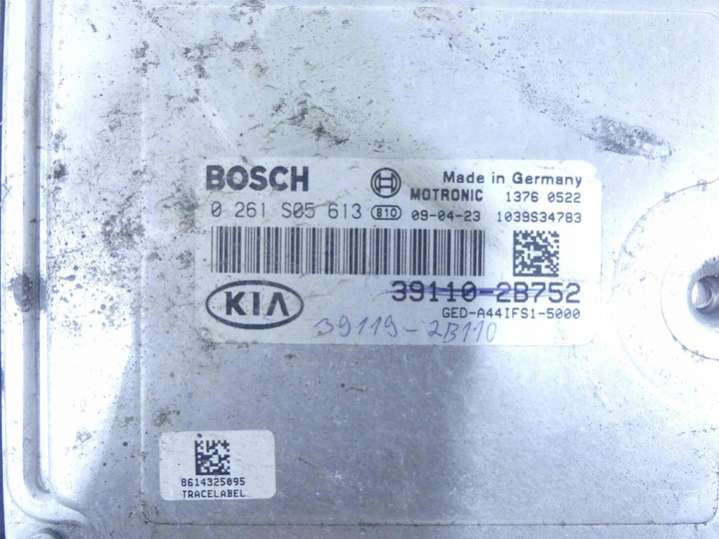 BOSCH
Made in Germany
MOTRONIC 1376 0522
0 261 S05 613 810 09-04-23 1039S34783
39110-2B752
KIA
GED-A44IFS1-5000
39119-2B110
8614325095
TRACELABEL